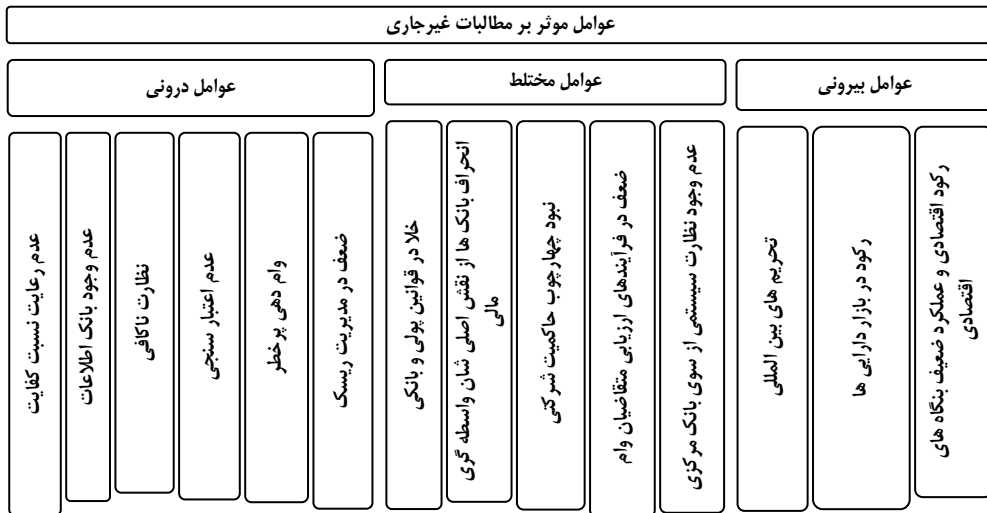 عوامل موثر بر مطالبات غیرجاری
عوامل بیرونی
عوامل مختلط
عوامل درونی
رکود اقتصادی و عملکرد ضعیف بنگاه های
اقتصادی
رکود در بازار دارایی ها
تحریم های بین المللی
عدم وجود نظارت سیستمی از سوی بانک مرکزی
ضعف در فرآیندهای ارزیابی متقاضیان وام
نبود چهارچوب حاکمیت شرکتی
انحراف بانک ها از نقش اصلی شان واسطه گری
مالی
خلا در قوانین پولی و بانکی
ضعف در مدیریت ریسک
وام دهی پرخطر
عدم اعتبار سنجی
نظارت ناکافی
عدم وجود بانک اطلاعات
عدم رعایت نسبت کفایت